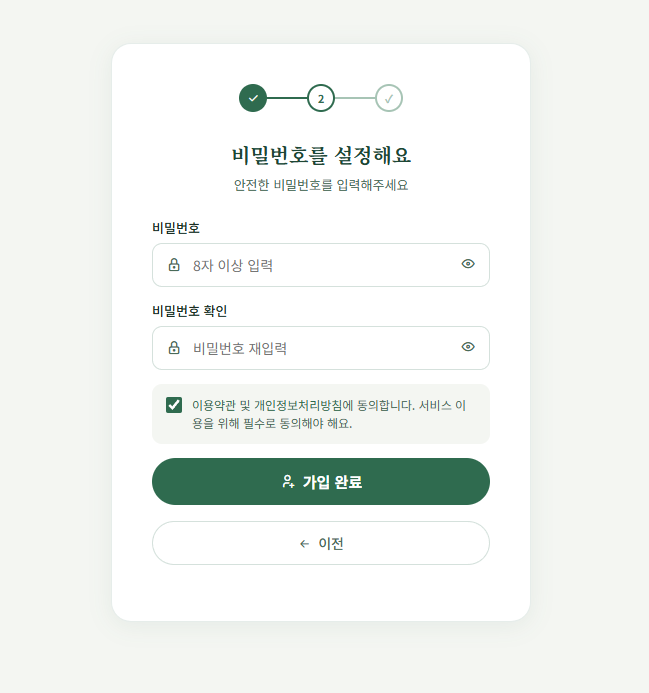 2
비밀번호를 설정해요
안전한 비밀번호를 입력해주세요
비밀번호
8자 이상 입력
비밀번호 확인
비밀번호 재입력
이용약관 및 개인정보처리방침에 동의합니다. 서비스 이
용을 위해 필수로 동의해야 해요.
가입 완료
← 이전